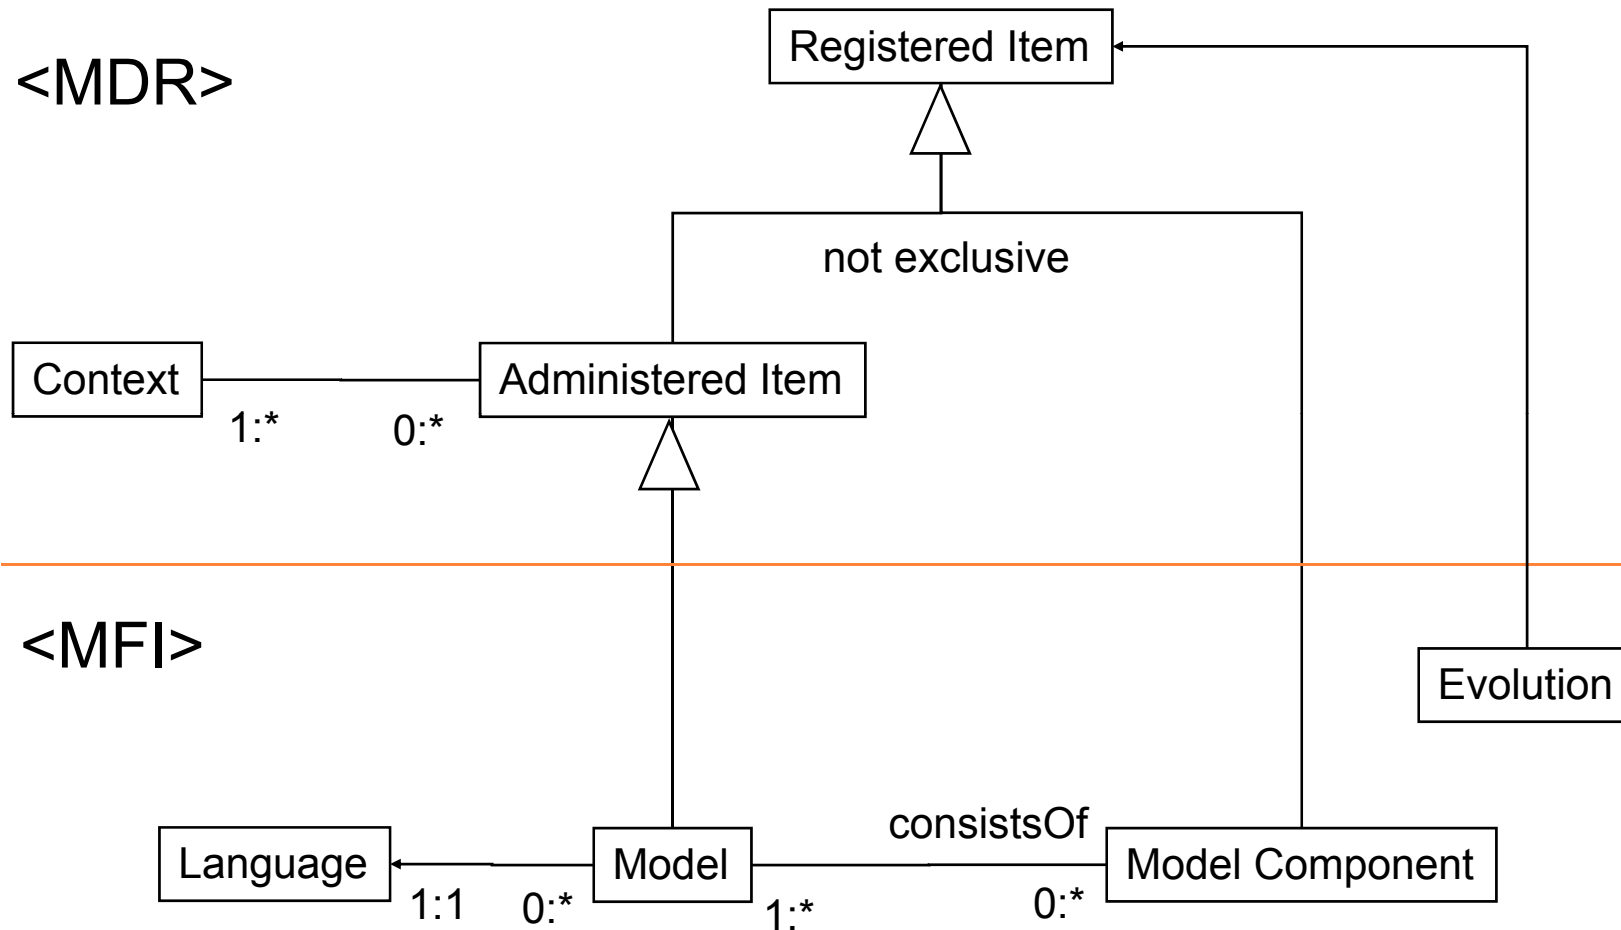 Registered Item
<MDR>
not exclusive
Context
Administered Item
1:*
0:*
<MFI>
Evolution
consistsOf
Language
Model
Model Component
1:1
0:*
1:*
0:*